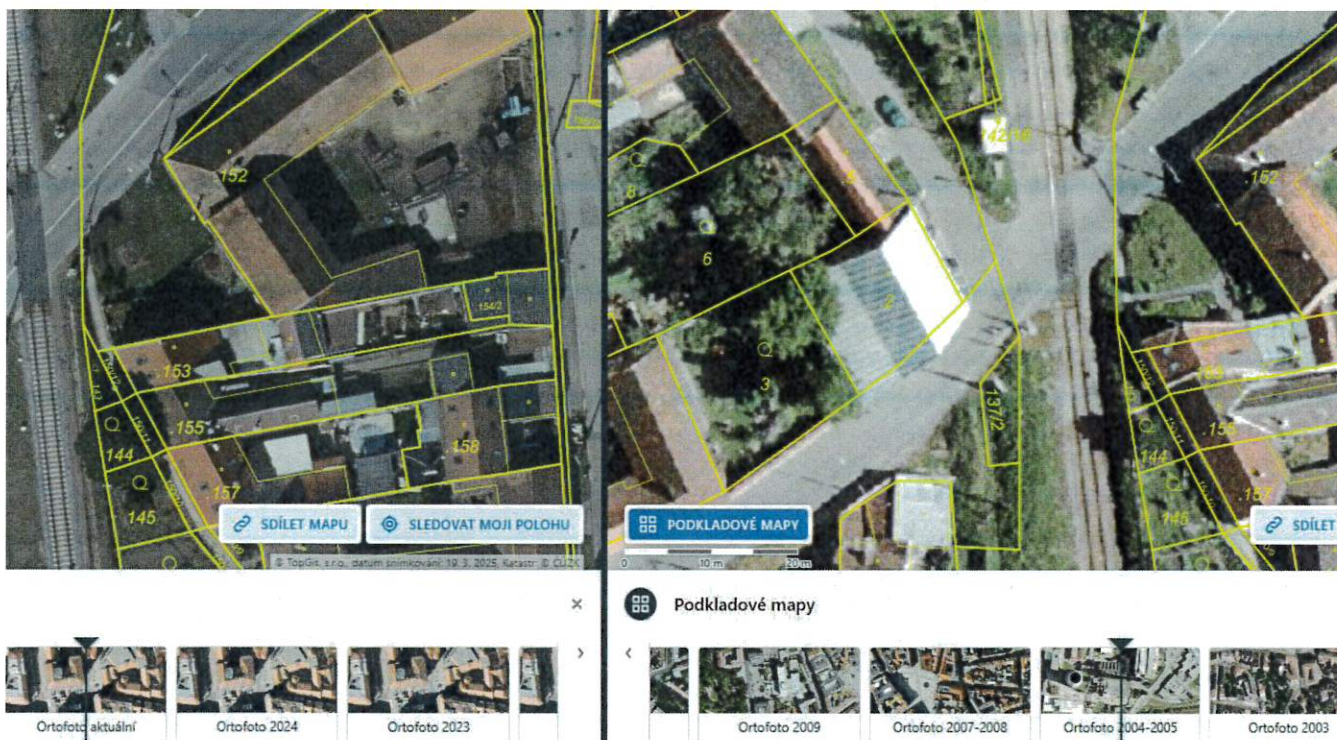 152
154/2
153
155
158
157
147
144
145
SDÍLET MAPU
SLEDOVAT MOJI POLOHU
© TopGis, s.r.o., datum snímkování: 19. 3. 2025, Katastr: © ČÚZK
142/16
152
8
6
2
3
137/2
155
144
145
157
PODKLADOVÉ MAPY
SDÍLET
0 10 m 20 m
Podkladové mapy
Ortofoto aktuální
Ortofoto 2024
Ortofoto 2023
Ortofoto 2009
Ortofoto 2007-2008
Ortofoto 2004-2005
Ortofoto 2003